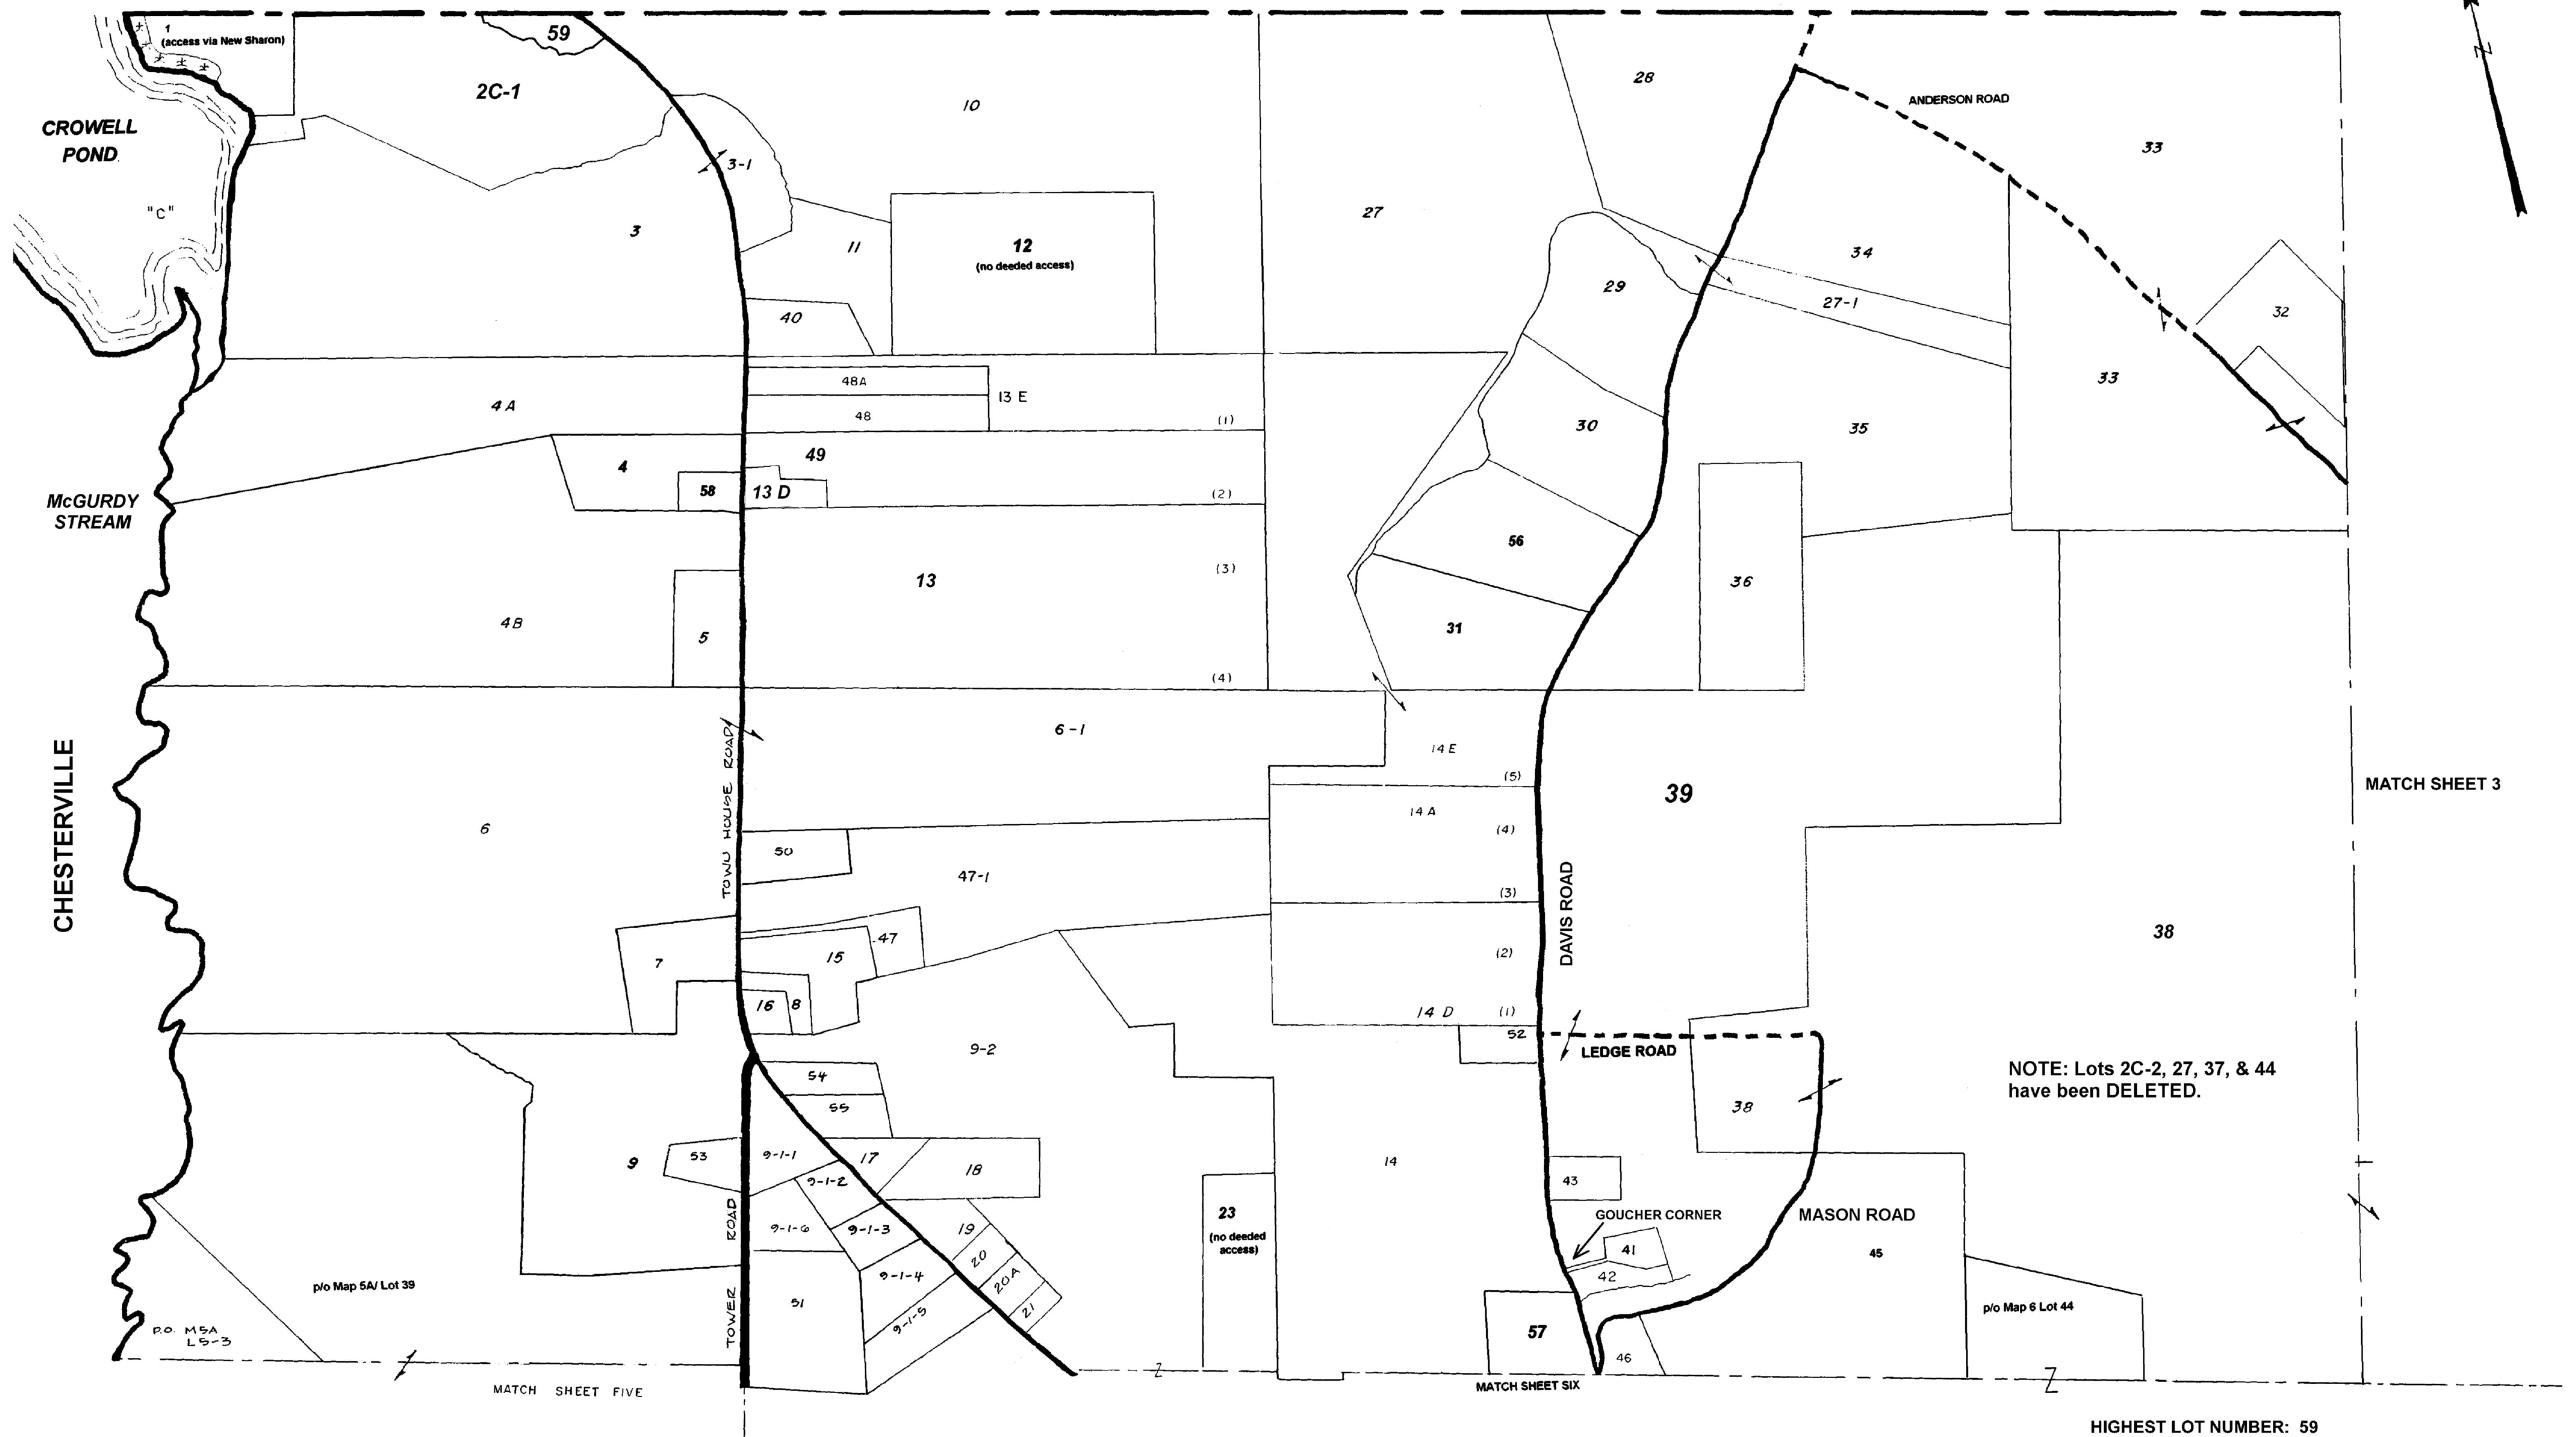 1
(access via New Sharon)
59
2C-1
10
28
ANDERSON ROAD
33
CROWELL
POND
"C"
3-1
3
11
12
(no deeded access)
27
34
29
27-1
32
40
33
48A
13 E
4 A
48
(1)
30
35
4
49
58
13 D
(2)
McGURDY
STREAM
56
13
(3)
36
4B
5
31
(4)
6-1
14 E
(5)
39
MATCH SHEET 3
CHESTERVILLE
TOWN HOUSE ROAD
6
14 A
(4)
50
47-1
(3)
DAVIS ROAD
38
7
15
47
(2)
16
8
14 D
(1)
52
LEDGE ROAD
9-2
NOTE: Lots 2C-2, 27, 37, & 44
have been DELETED.
54
55
38
9
53
9-1-1
17
18
14
9-1-2
43
23
(no deeded
access)
GOUCHER CORNER
MASON ROAD
TOWER ROAD
9-1-6
9-1-3
19
20
41
45
42
9-1-4
20A
p/o Map 5A/ Lot 39
51
21
p/o Map 6 Lot 44
9-1-5
P.O. M5A
L5-3
57
46
MATCH SHEET FIVE
MATCH SHEET SIX
HIGHEST LOT NUMBER: 59